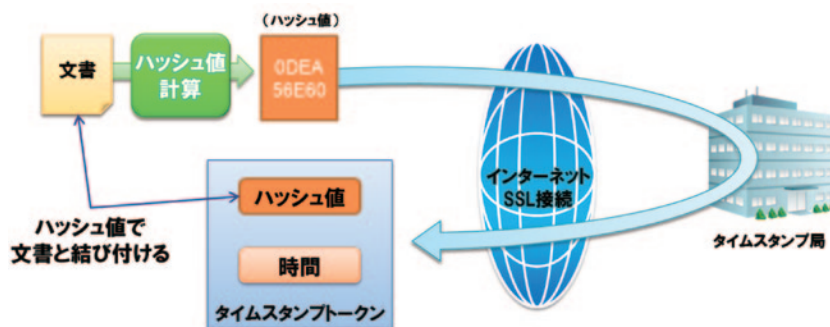 (ハッシュ値)
文書
ハッシュ値
計算
0DEA
56E60
インターネット
SSL接続
タイムスタンプ局
ハッシュ値
時間
タイムスタンプトークン
ハッシュ値で
文書と結び付ける